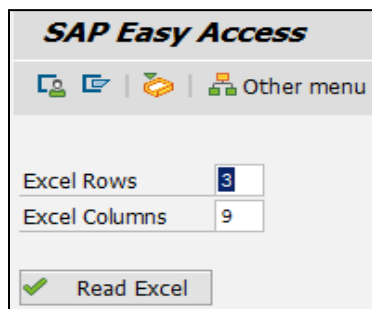 SAP Easy Access
Other menu
Excel Rows 3
Excel Columns 9
Read Excel